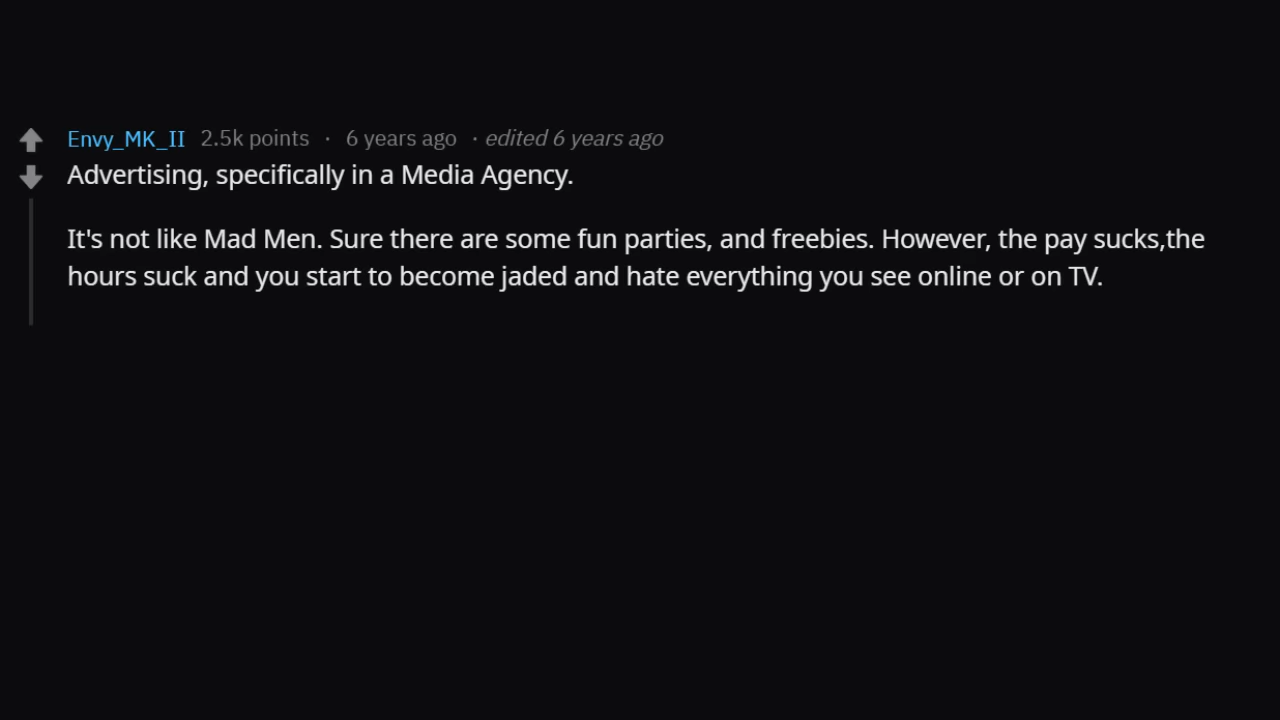 Envy_MK_II 2.5k points · 6 years ago · edited 6 years ago
Advertising, specifically in a Media Agency.
It's not like Mad Men. Sure there are some fun parties, and freebies. However, the pay sucks,the
hours suck and you start to become jaded and hate everything you see online or on TV.